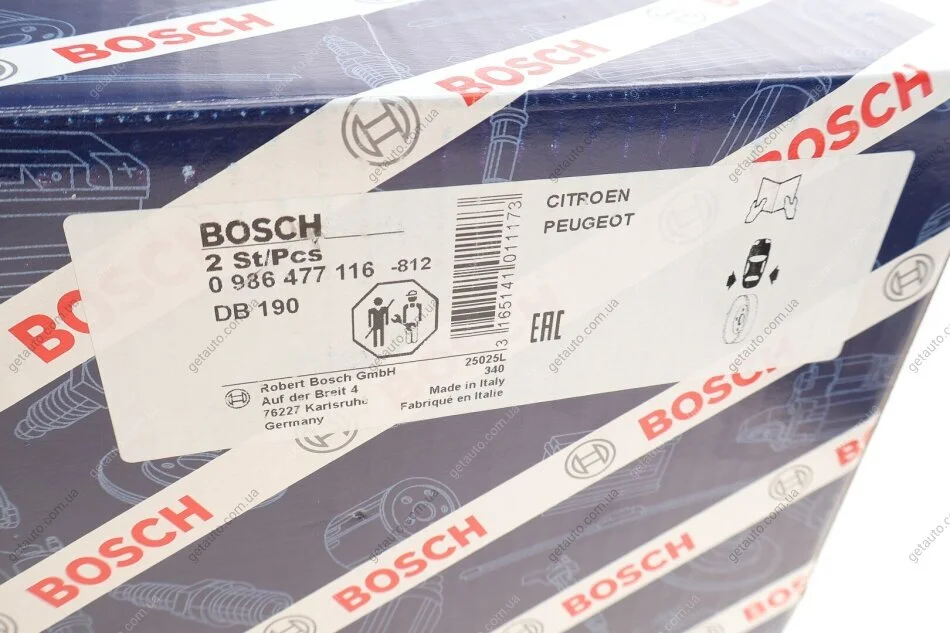 BOSCH
BOSCH
BOSCH
BOSCH
2 St/Pcs
0 986 477 116 -812
DB 190
3 165141 011173
CITROEN
PEUGEOT
EAC
25025L
340
Robert Bosch GmbH
Auf der Breit 4
76227 Karlsruhe
Germany
Made in Italy
Fabriqué en Italie
BOSCH
BOSCH
BOSCH
BOSCH
getauto.com.ua